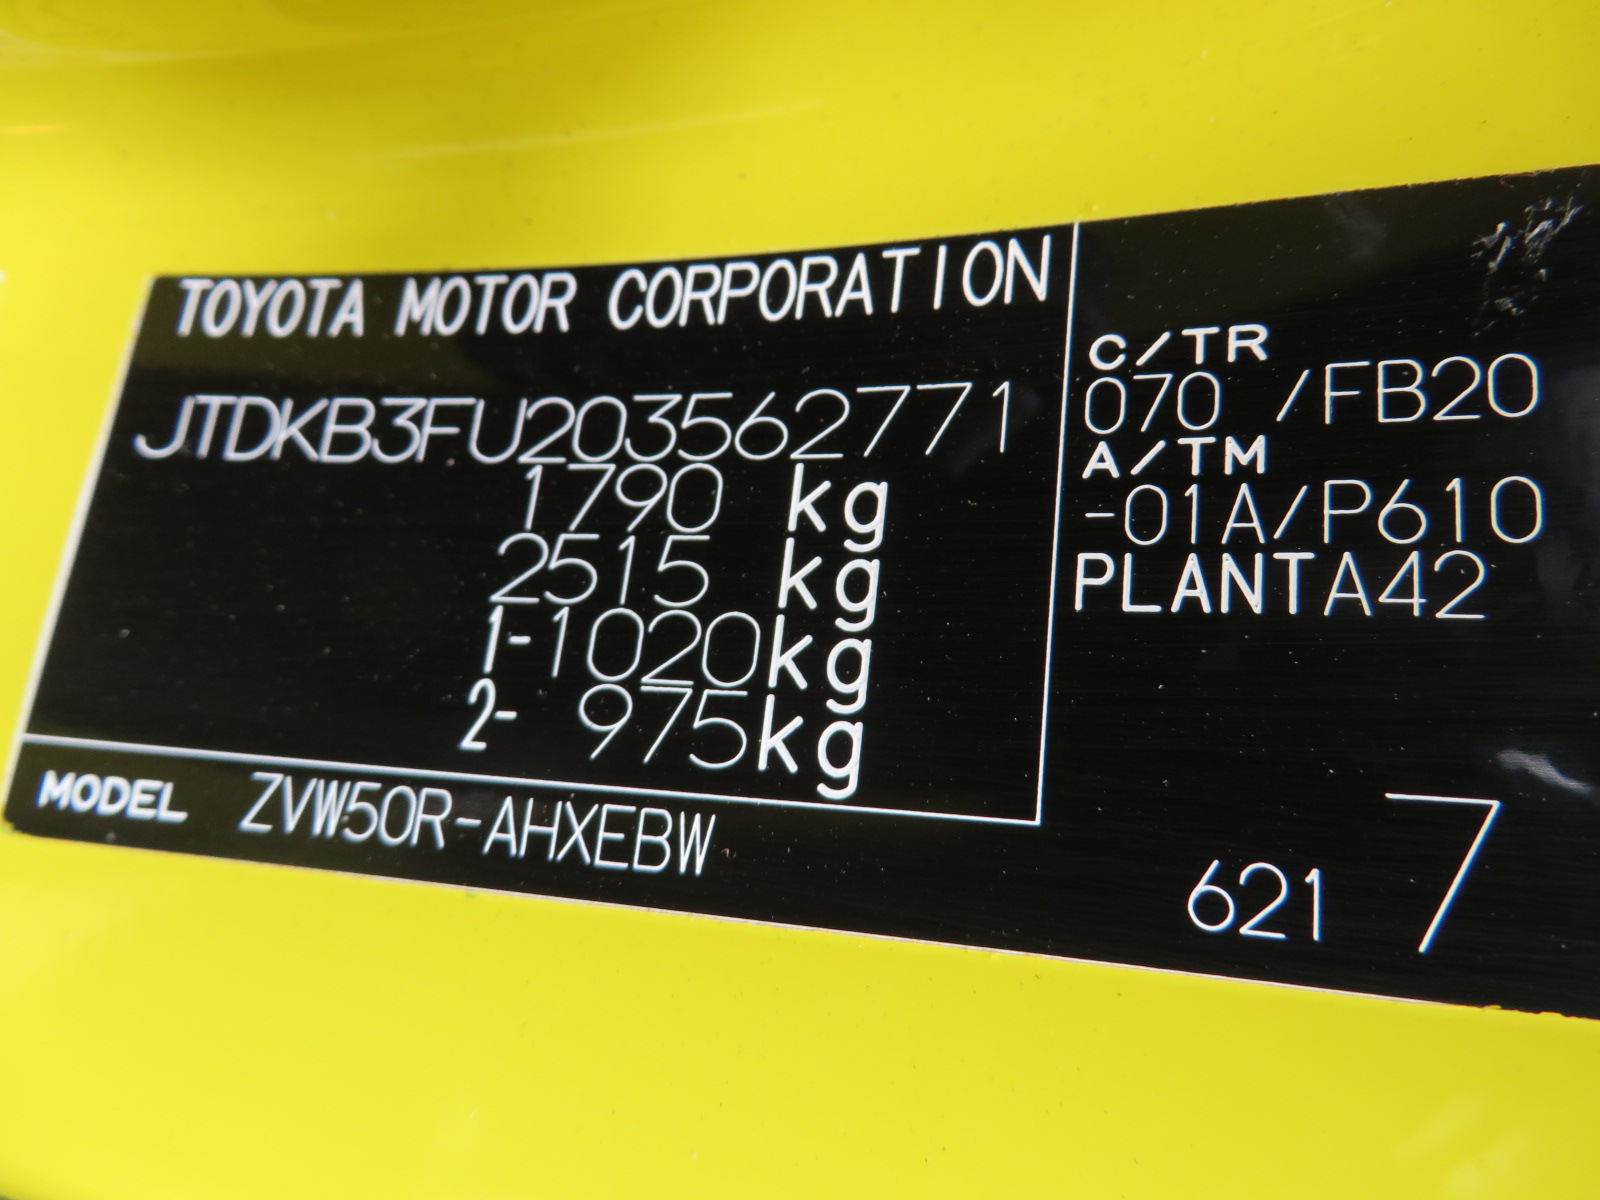 TOYOTA MOTOR CORPORATION
JTDKB3FU203562771
1790 kg
2515 kg
1-1020kg
2- 975kg
MODEL ZVW50R-AHXEBW
C/TR
070 /FB20
A/TM
-01A/P610
PLANTA42
621 7